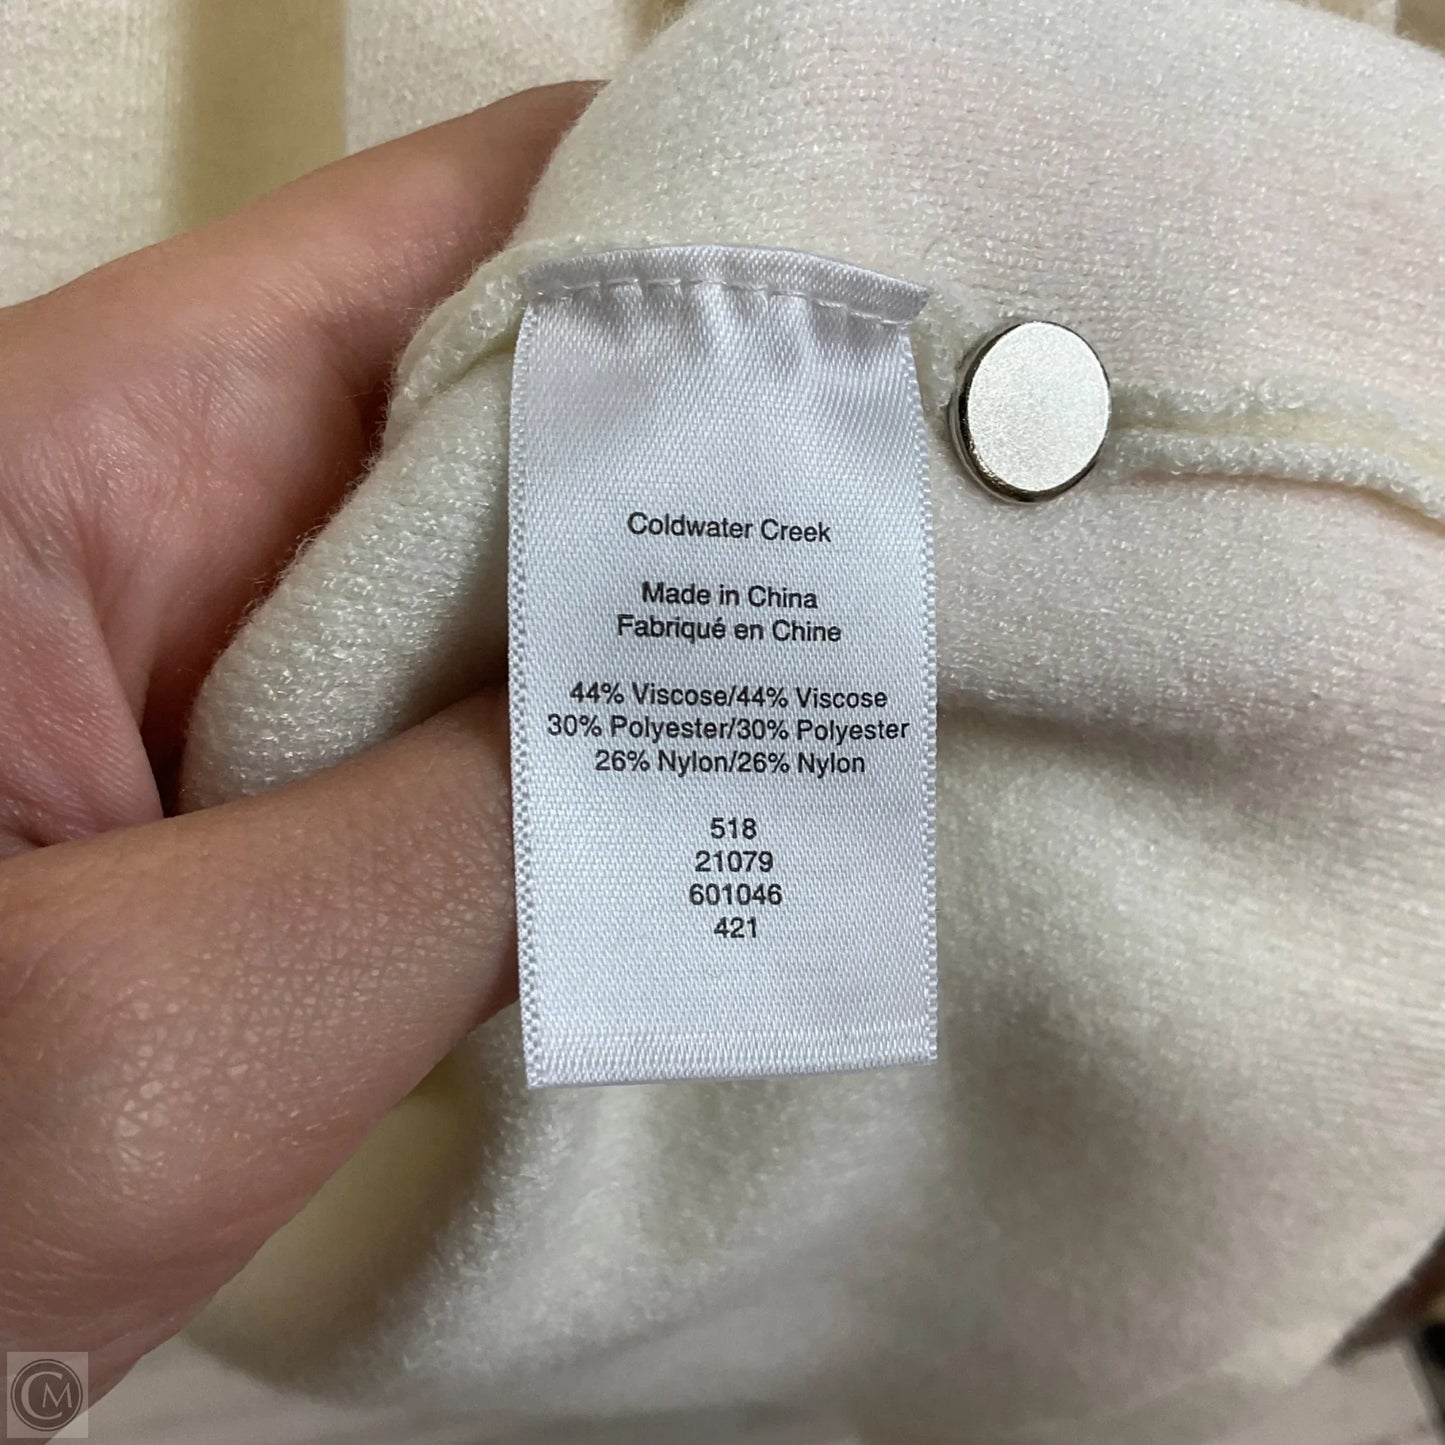 Coldwater Creek
Made in China
Fabriqué en Chine
44% Viscose/44% Viscose
30% Polyester/30% Polyester
26% Nylon/26% Nylon
518
21079
601046
421
CM